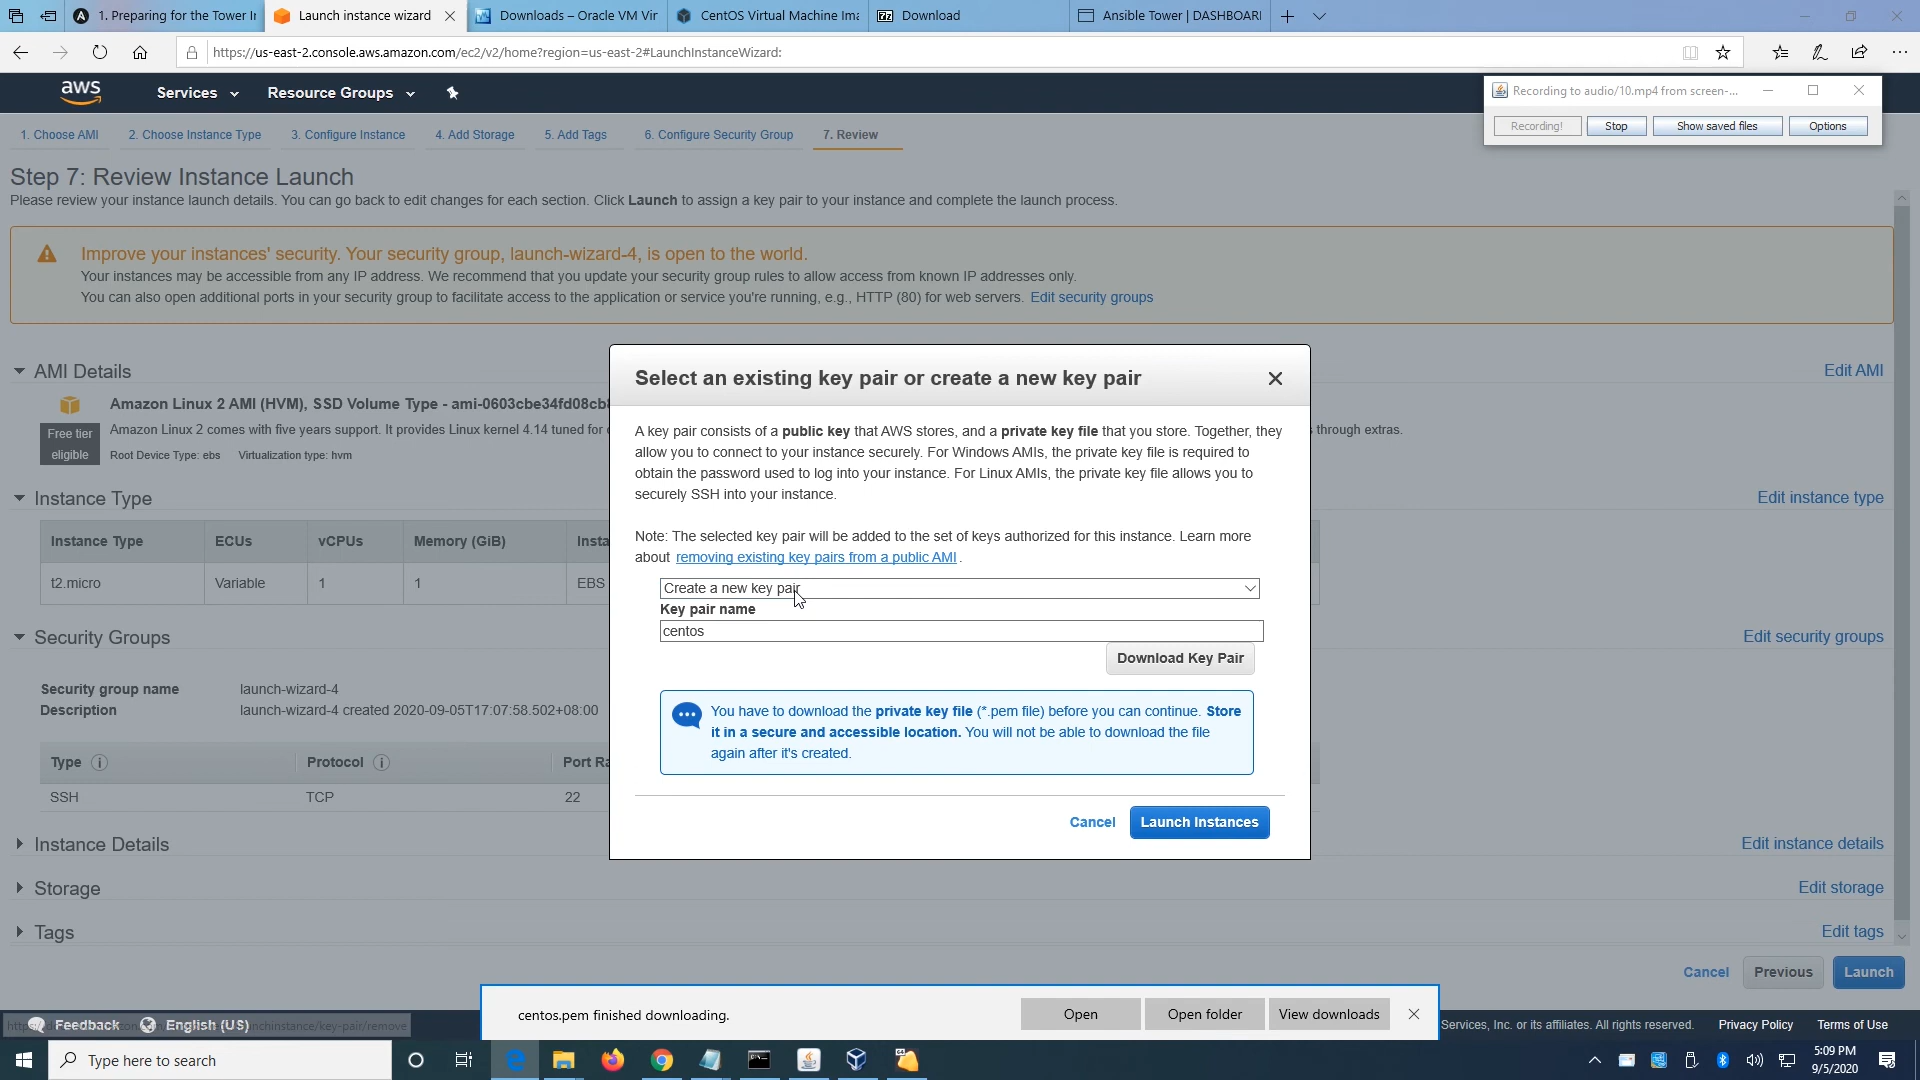 1. Preparing for the Tower In
Launch instance wizard
Downloads – Oracle VM Vir
CentOS Virtual Machine Ima
7z
Download
Ansible Tower | DASHBOARD
https://us-east-2.console.aws.amazon.com/ec2/v2/home?region=us-east-2#LaunchInstanceWizard:
aws
Services
Resource Groups
Recording to audio/10.mp4 from screen-...
Recording!
Stop
Show saved files
Options
1. Choose AMI
2. Choose Instance Type
3. Configure Instance
4. Add Storage
5. Add Tags
6. Configure Security Group
7. Review
Step 7: Review Instance Launch
Please review your instance launch details. You can go back to edit changes for each section. Click Launch to assign a key pair to your instance and complete the launch process.
Improve your instances' security. Your security group, launch-wizard-4, is open to the world.
Your instances may be accessible from any IP address. We recommend that you update your security group rules to allow access from known IP addresses only.
You can also open additional ports in your security group to facilitate access to the application or service you're running, e.g., HTTP (80) for web servers. Edit security groups
AMI Details
Edit AMI
Free tier
eligible
Amazon Linux 2 AMI (HVM), SSD Volume Type - ami-0603cbe34fd08cb
Amazon Linux 2 comes with five years support. It provides Linux kernel 4.14 tuned for
through extras.
Root Device Type: ebs Virtualization type: hvm
Instance Type
Edit instance type
Instance Type
ECUs
vCPUs
Memory (GiB)
Insta
t2.micro
Variable
1
1
EBS
Security Groups
Edit security groups
Security group name
launch-wizard-4
Description
launch-wizard-4 created 2020-09-05T17:07:58.502+08:00
Type
Protocol
Port Ra
SSH
TCP
22
Instance Details
Edit instance details
Storage
Edit storage
Tags
Edit tags
Cancel
Previous
Launch
Select an existing key pair or create a new key pair
A key pair consists of a public key that AWS stores, and a private key file that you store. Together, they
allow you to connect to your instance securely. For Windows AMIs, the private key file is required to
obtain the password used to log into your instance. For Linux AMIs, the private key file allows you to
securely SSH into your instance.
Note: The selected key pair will be added to the set of keys authorized for this instance. Learn more
about removing existing key pairs from a public AMI .
Create a new key pair
Key pair name
centos
Download Key Pair
You have to download the private key file (*.pem file) before you can continue. Store
it in a secure and accessible location. You will not be able to download the file
again after it's created.
Cancel
Launch Instances
centos.pem finished downloading.
Open
Open folder
View downloads
Feedback
English (US)
nchinstance/key-pair/remove
Services, Inc. or its affiliates. All rights reserved.
Privacy Policy
Terms of Use
Type here to search
5:09 PM
9/5/2020